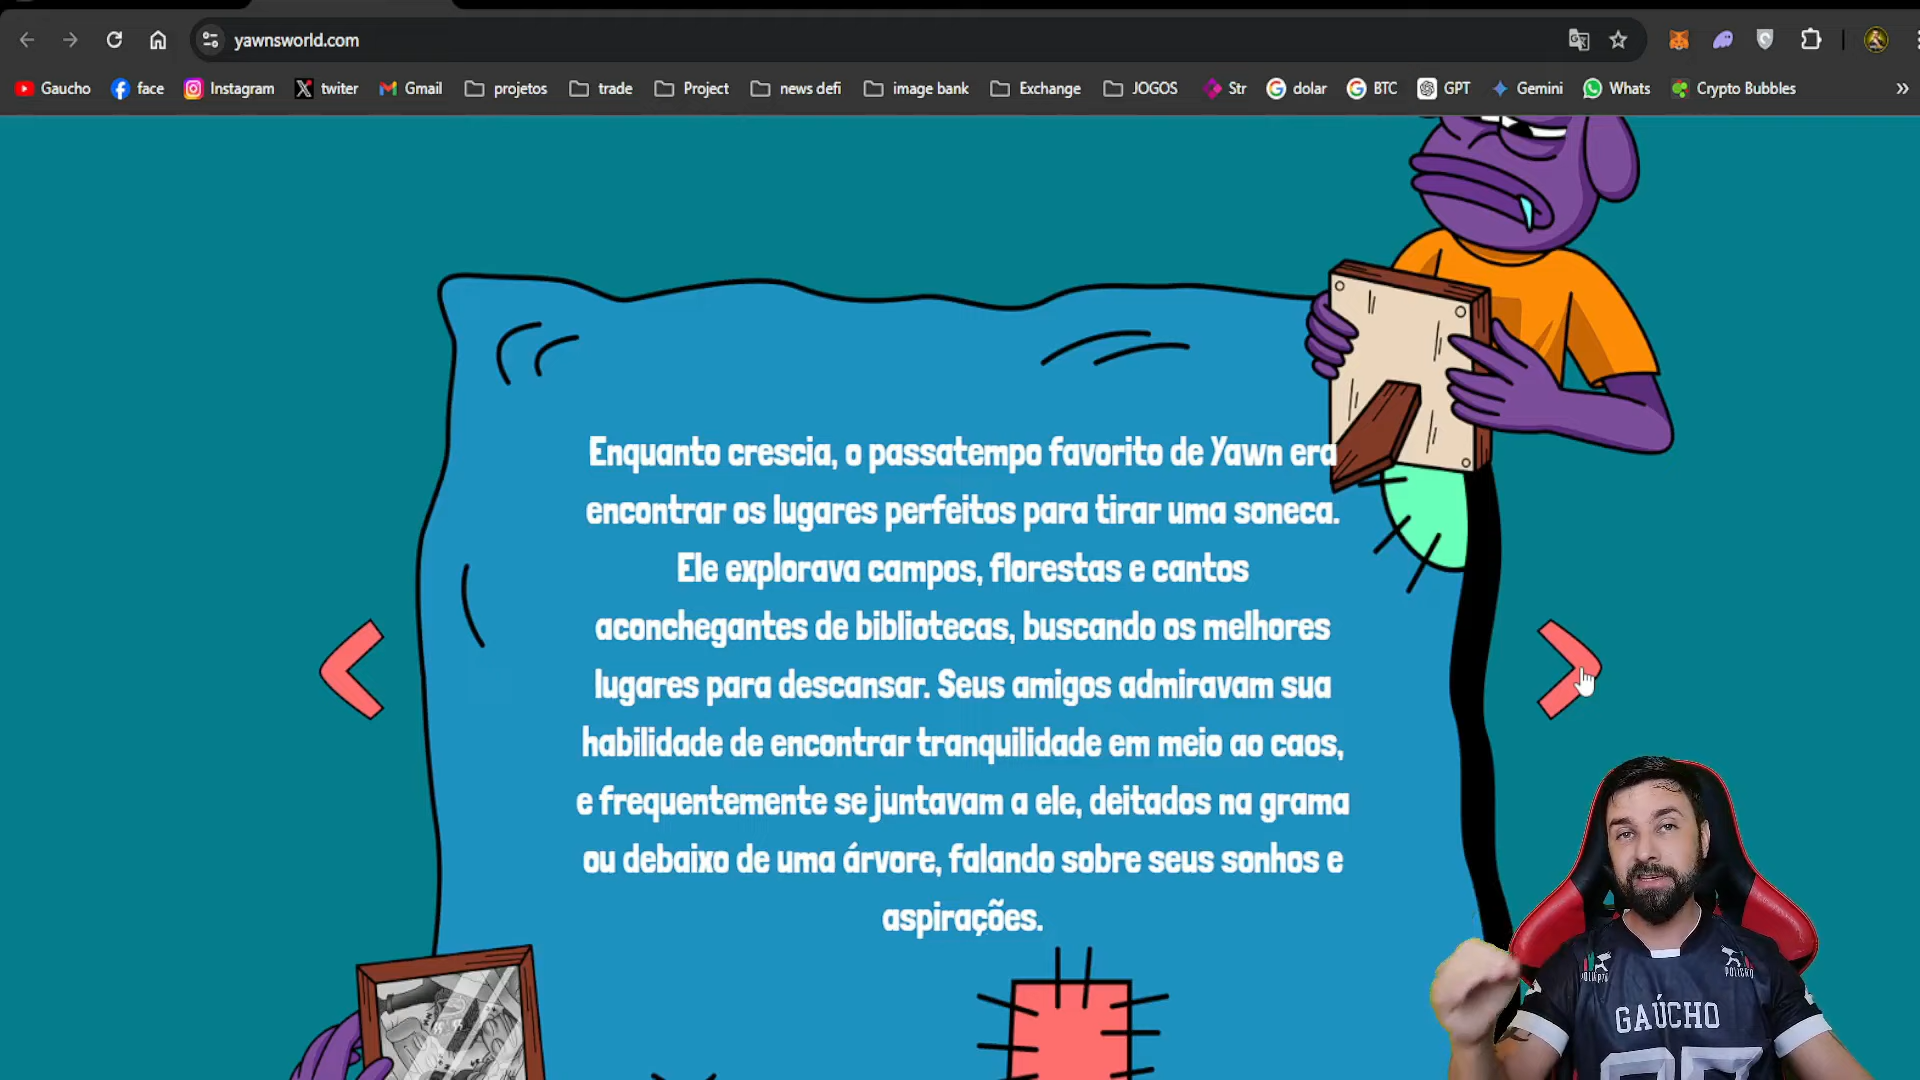 yawnsworld.com
Gaucho face Instagram twiter Gmail projetos trade Project news defi image bank Exchange JOGOS Str dolar BTC GPT Gemini Whats Crypto Bubbles »
Enquanto crescia, o passatempo favorito de Yawn era
encontrar os lugares perfeitos para tirar uma soneca.
Ele explorava campos, florestas e cantos
aconchegantes de bibliotecas, buscando os melhores
lugares para descansar. Seus amigos admiravam sua
habilidade de encontrar tranquilidade em meio ao caos,
e frequentemente se juntavam a ele, deitados na grama
ou debaixo de uma árvore, falando sobre seus sonhos e
aspirações.
GAÚCHO